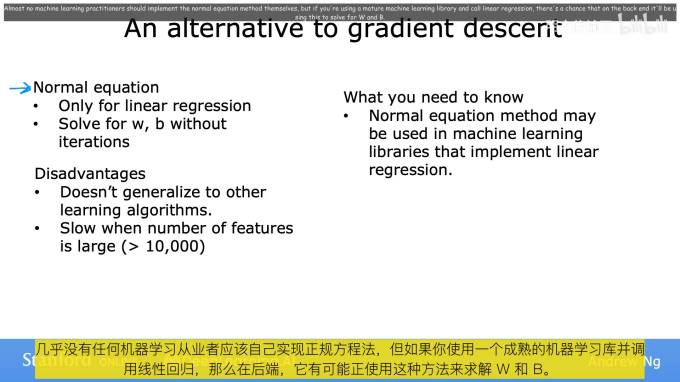 Almost no machine learning practitioners should implement the normal equation method themselves, but if you're using a mature machine learning library and call linear regression, there's a chance that on the back end it'll be u
sing this to solve for W and B.
An alternative to gradient descent
Normal equation
• Only for linear regression
• Solve for w, b without
iterations
Disadvantages
• Doesn't generalize to other
learning algorithms.
• Slow when number of features
is large (> 10,000)
What you need to know
• Normal equation method may
be used in machine learning
libraries that implement linear
regression.
几乎没有任何机器学习从业者应该自己实现正规方程法，但如果你使用一个成熟的机器学习库并调
用线性回归，那么在后端，它有可能正使用这种方法来求解 W 和 B。
Andrew Ng